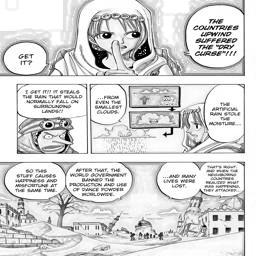 THE
COUNTRIES
UPWIND
SUFFERED
THE "DRY
CURSE"!!!
GET
IT?
THE
ARTIFICIAL
RAIN STOLE
THE
MOISTURE...
...FROM
EVEN THE
SMALLEST
CLOUDS.
I GET IT!! IT
STEALS THE
RAIN THAT WOULD
NORMALLY FALL ON
SURROUNDING
LANDS!!
THAT'S RIGHT.
AND WHEN THE
NEIGHBORING
COUNTRIES
REALIZED WHAT
WAS HAPPENING,
THEY ATTACKED...
...AND MANY
LIVES WERE
LOST.
AFTER THAT, THE
WORLD GOVERNMENT
BANNED THE
PRODUCTION AND USE
OF DANCE POWDER
WORLDWIDE.
SO THIS
STUFF CAUSES
HAPPINESS AND
MISFORTUNE AT
THE SAME TIME.